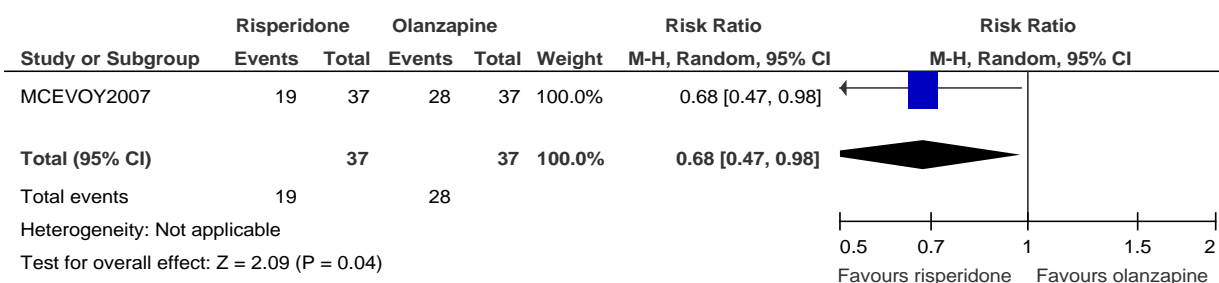 Risperidone Olanzapine Risk Ratio Risk Ratio
Study or Subgroup Events Total Events Total Weight M-H, Random, 95% CI M-H, Random, 95% CI
MCEVOY2007 19 37 28 37 100.0% 0.68 [0.47, 0.98]
Total (95% CI) 37 37 100.0% 0.68 [0.47, 0.98]
Total events 19 28
Heterogeneity: Not applicable
Test for overall effect: Z = 2.09 (P = 0.04)
0.5 0.7 1 1.5 2
Favours risperidone Favours olanzapine